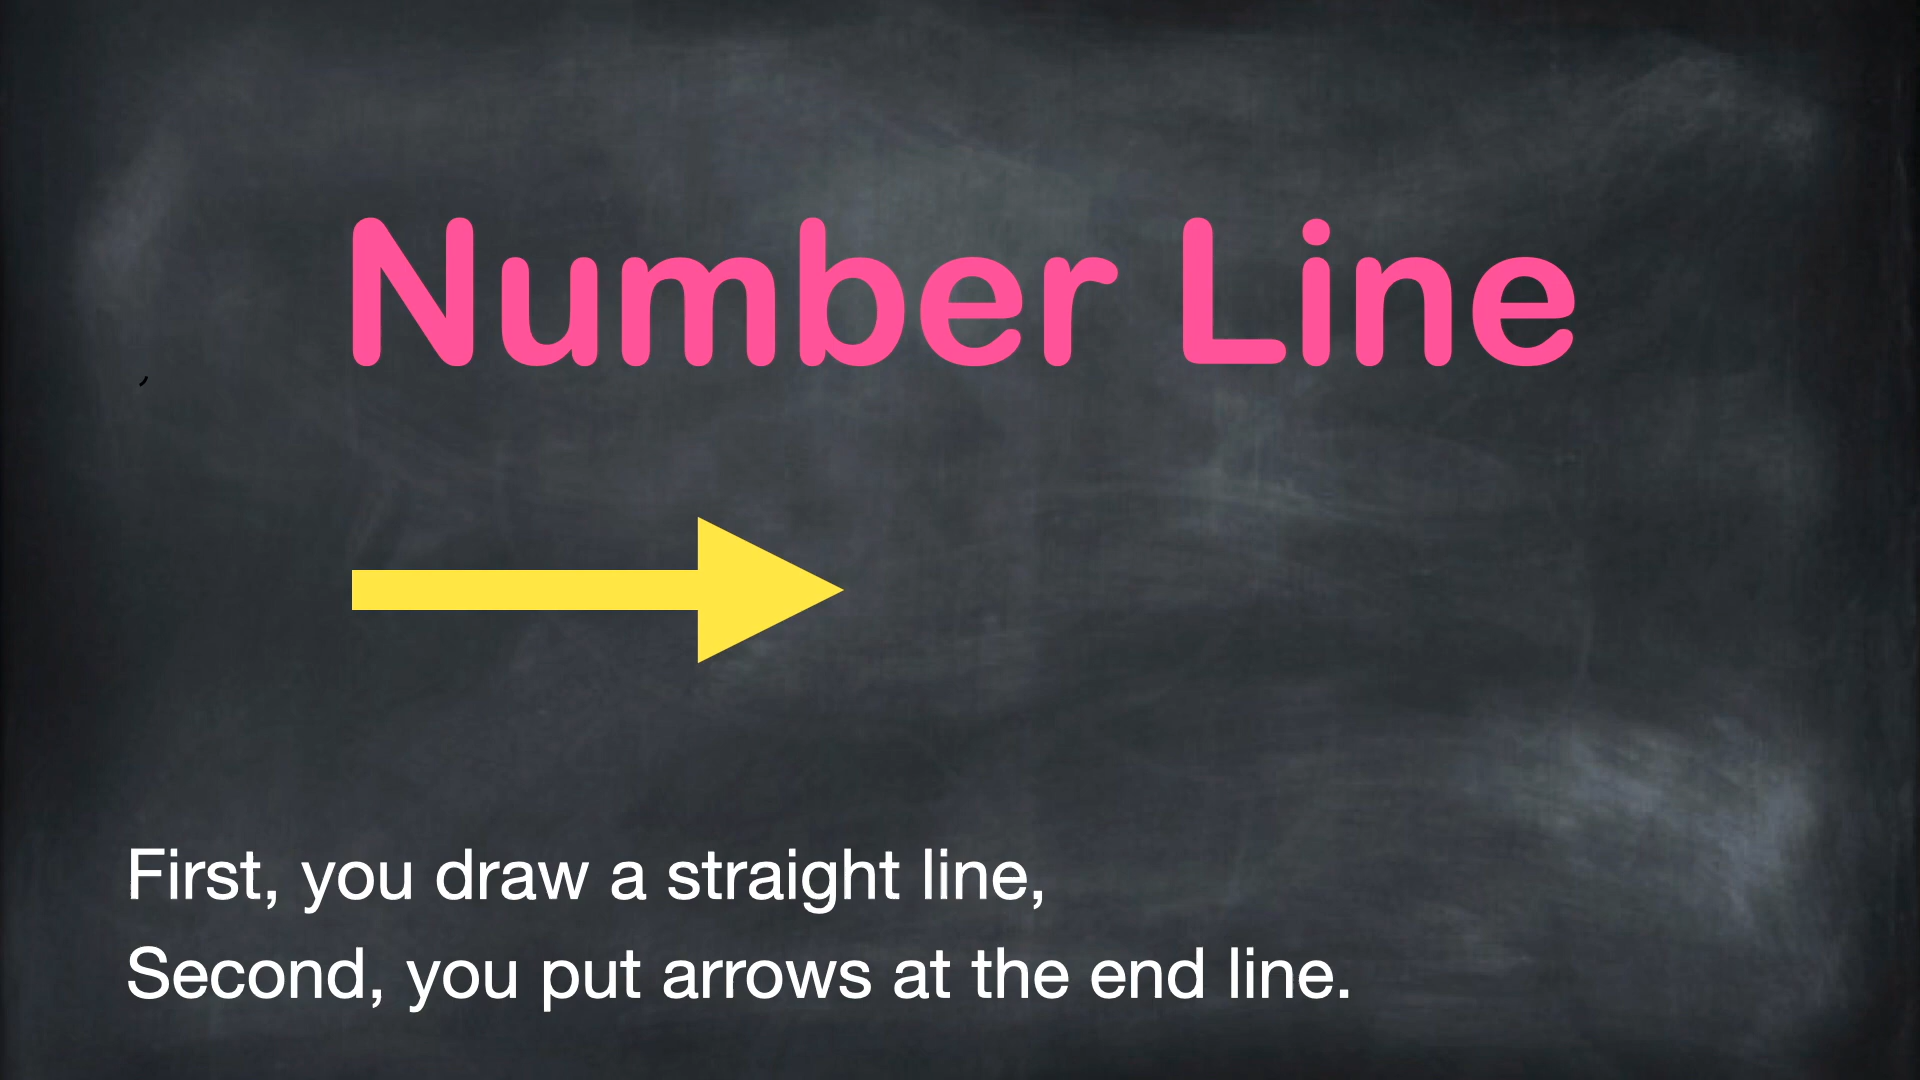 Number Line
First, you draw a straight line,
Second, you put arrows at the end line.